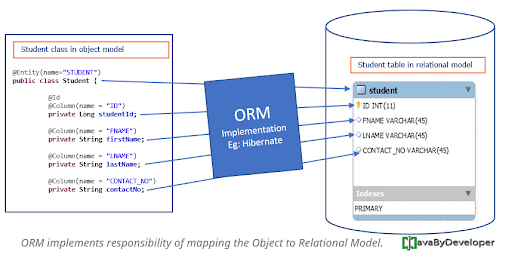 Student class in object model
@Entity(name="STUDENT")
public class Student {
@Id
@Column(name = "ID")
private Long studentId;
@Column(name = "FNAME")
private String firstName;
@Column(name = "LNAME")
private String lastName;
@Column(name = "CONTACT_NO")
private String contactNo;
ORM
Implementation
Eg: Hibernate
Student table in relational model
student
ID INT(11)
FNAME VARCHAR(45)
LNAME VARCHAR(45)
CONTACT_NO VARCHAR(45)
Indexes
PRIMARY
ORM implements responsibility of mapping the Object to Relational Model.
JavaByDeveloper